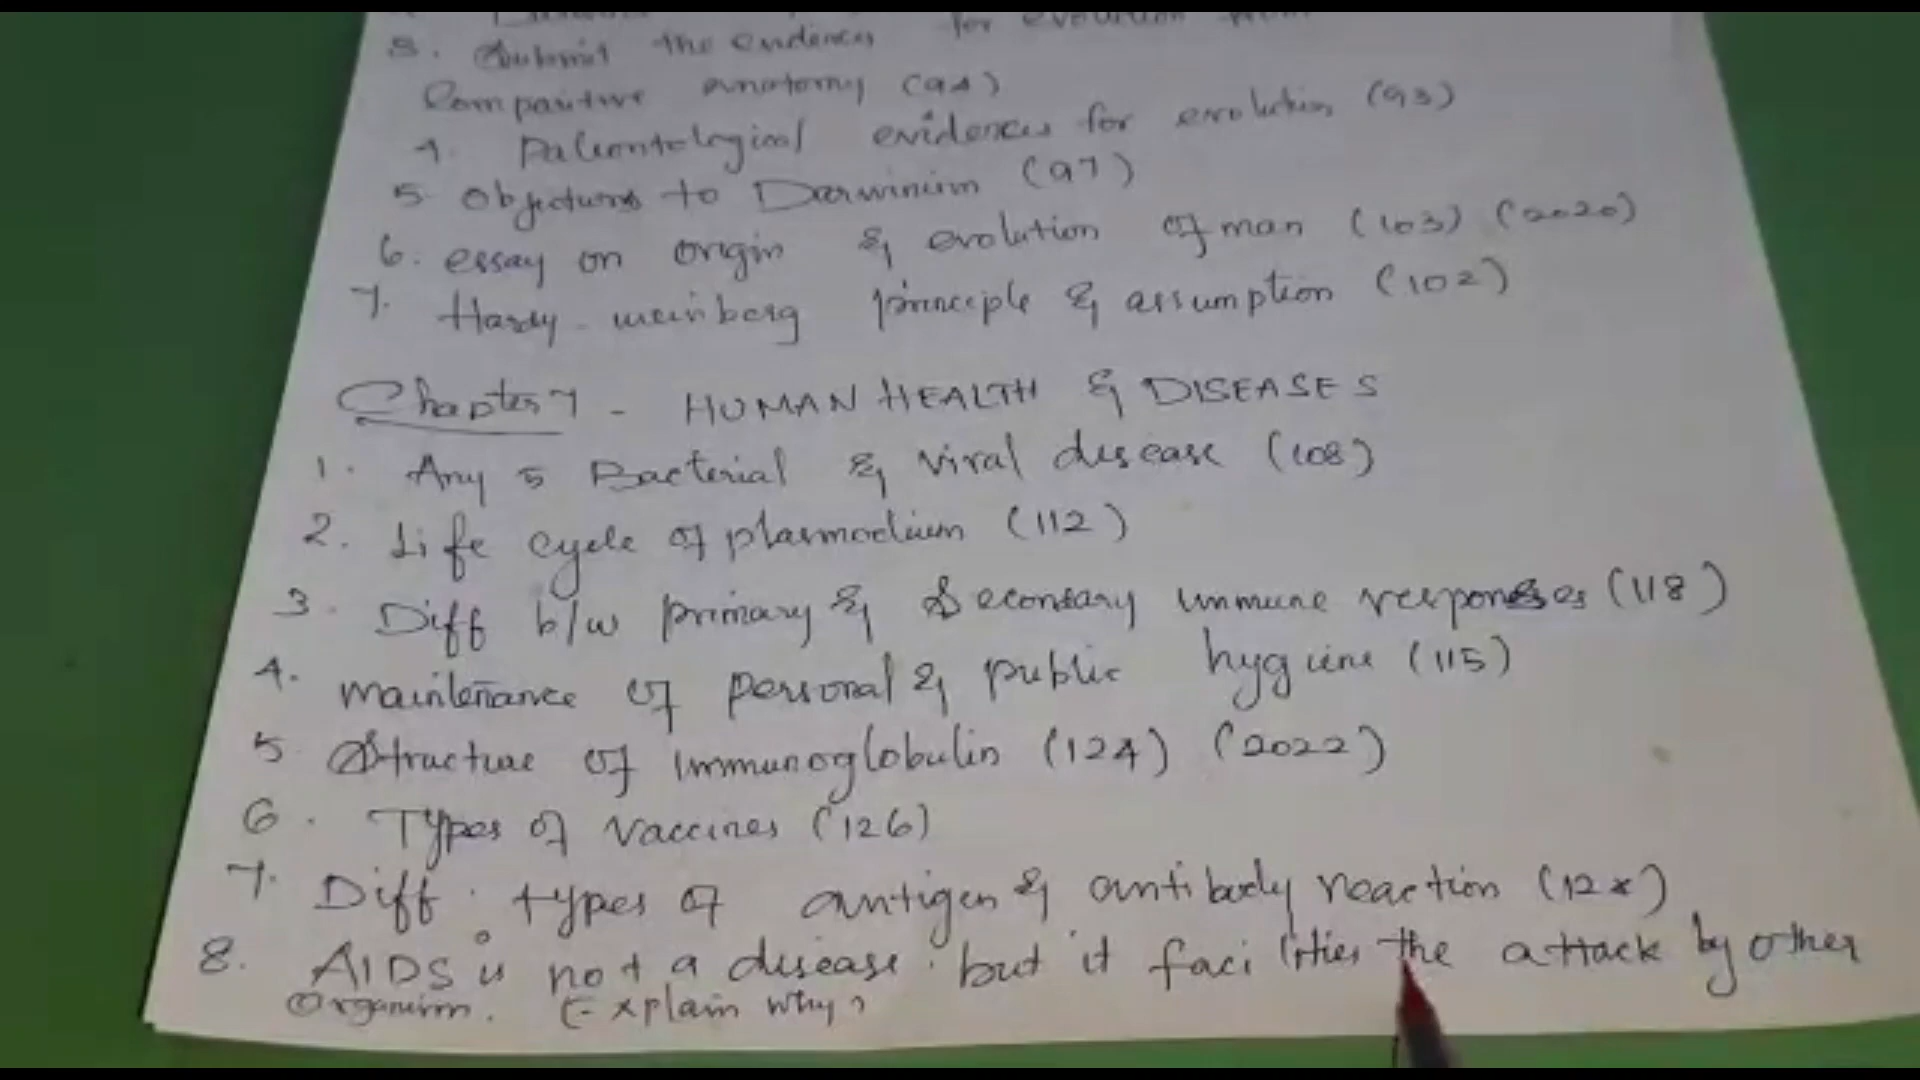 3. Submit the evidences for evolution from
Comparitive anatomy (94)
4. Paleontological evidences for evolution (93)
5. Objections to Darwinism (97)
6. essay on origin & evolution of man (103) (2020)
7. Hardy-weinberg principle & assumption (102)
Chapter 7 - HUMAN HEALTH & DISEASES
1. Any 5 Bacterial & viral disease (108)
2. Life cycle of plasmodium (112)
3. Diff b/w primary & Secondary immune responses (118)
4. maintenance of personal & public hygiene (115)
5. Structure of immunoglobulin (124) (2022)
6. Types of vaccines (126)
7. Diff. types of antigen & antibody reaction
8. AIDS is not a disease. but it facilities the attack by other
Organism. Explain why?